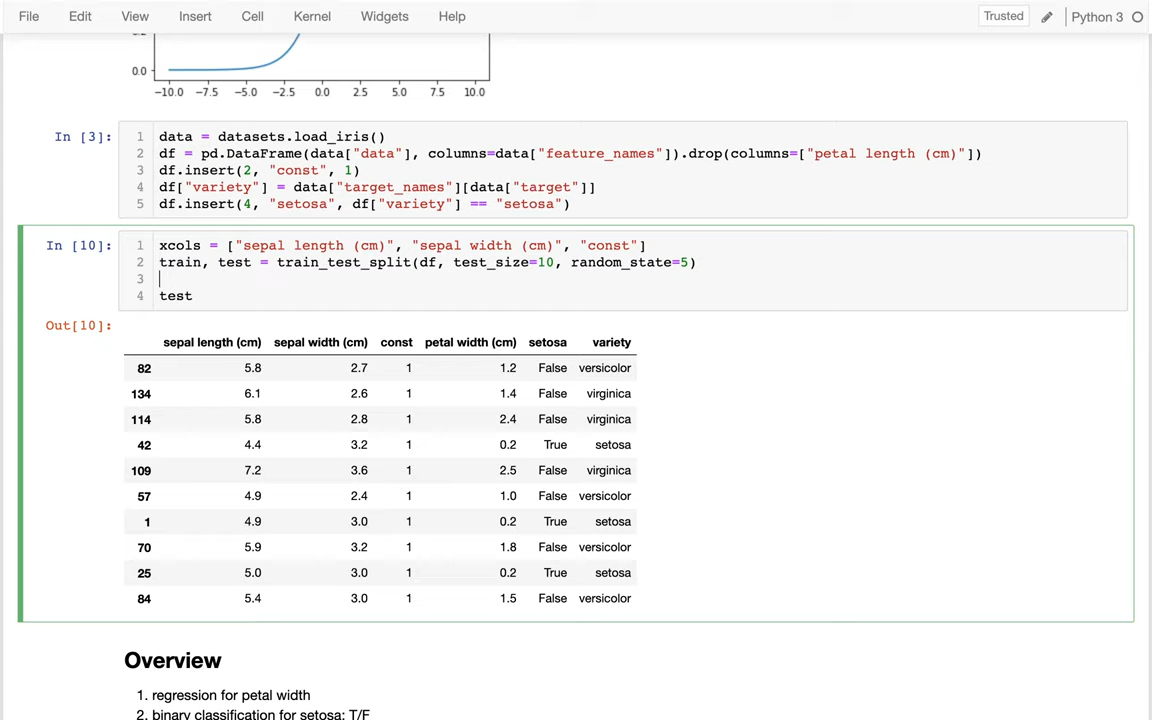 File Edit View Insert Cell Kernel Widgets Help Trusted Python 3
0.0
−10.0 −7.5 −5.0 −2.5 0.0 2.5 5.0 7.5 10.0
In [3]:
1 data = datasets.load_iris()
2 df = pd.DataFrame(data["data"], columns=data["feature_names"]).drop(columns=["petal length (cm)"])
3 df.insert(2, "const", 1)
4 df["variety"] = data["target_names"][data["target"]]
5 df.insert(4, "setosa", df["variety"] == "setosa")
In [10]:
1 xcols = ["sepal length (cm)", "sepal width (cm)", "const"]
2 train, test = train_test_split(df, test_size=10, random_state=5)
3
4 test
Out[10]:
sepal length (cm) sepal width (cm) const petal width (cm) setosa variety
82 5.8 2.7 1 1.2 False versicolor
134 6.1 2.6 1 1.4 False virginica
114 5.8 2.8 1 2.4 False virginica
42 4.4 3.2 1 0.2 True setosa
109 7.2 3.6 1 2.5 False virginica
57 4.9 2.4 1 1.0 False versicolor
1 4.9 3.0 1 0.2 True setosa
70 5.9 3.2 1 1.8 False versicolor
25 5.0 3.0 1 0.2 True setosa
84 5.4 3.0 1 1.5 False versicolor
Overview
1. regression for petal width
2. binary classification for setosa: T/F